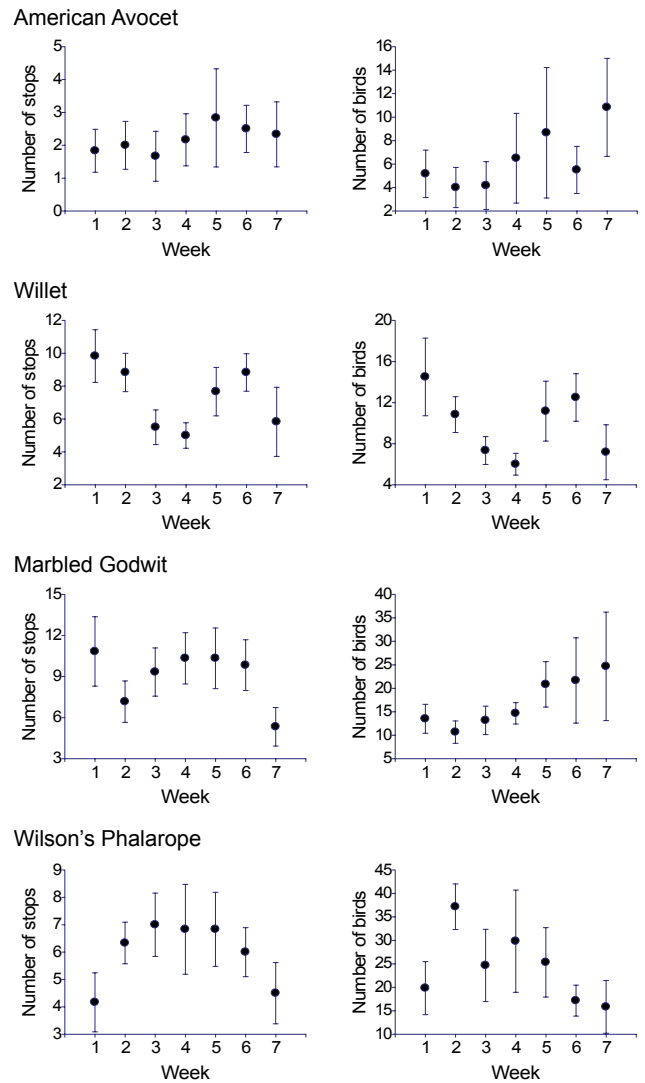 American Avocet
Number of stops
5
4
3
2
1
0
1 2 3 4 5 6 7
Week
Number of birds
16
14
12
10
8
6
4
2
1 2 3 4 5 6 7
Week
Willet
Number of stops
12
10
8
6
4
2
1 2 3 4 5 6 7
Week
Number of birds
20
16
12
8
4
1 2 3 4 5 6 7
Week
Marbled Godwit
Number of stops
15
12
9
6
3
1 2 3 4 5 6 7
Week
Number of birds
40
35
30
25
20
15
10
5
1 2 3 4 5 6 7
Week
Wilson's Phalarope
Number of stops
9
8
7
6
5
4
3
1 2 3 4 5 6 7
Week
Number of birds
45
40
35
30
25
20
15
10
1 2 3 4 5 6 7
Week